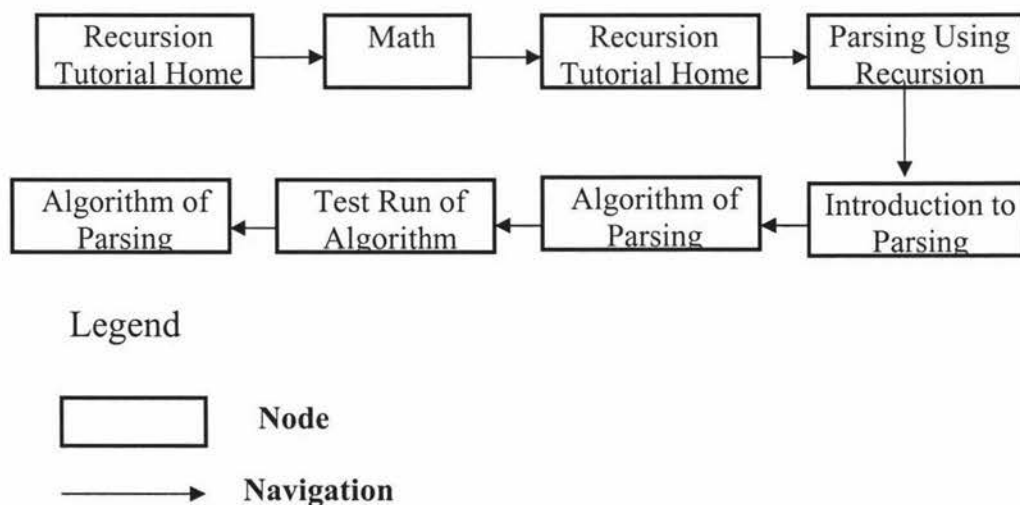 Recursion
Tutorial Home
Math
Recursion
Tutorial Home
Parsing Using
Recursion
Introduction to
Parsing
Algorithm of
Parsing
Test Run of
Algorithm
Algorithm of
Parsing
Legend
Node
Navigation